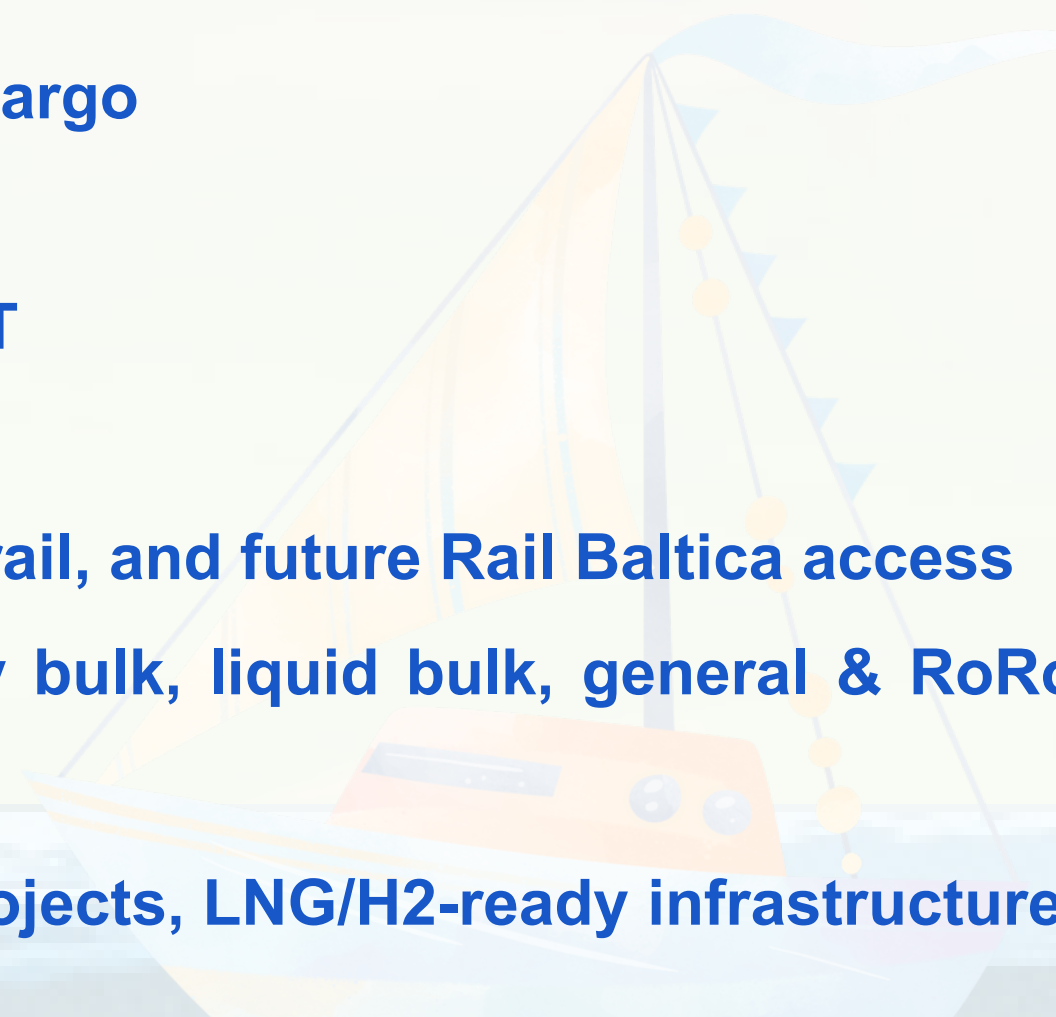 argo
T
rail, and future Rail Baltica access
bulk, liquid bulk, general & RoRo
ojects, LNG/H2-ready infrastructure